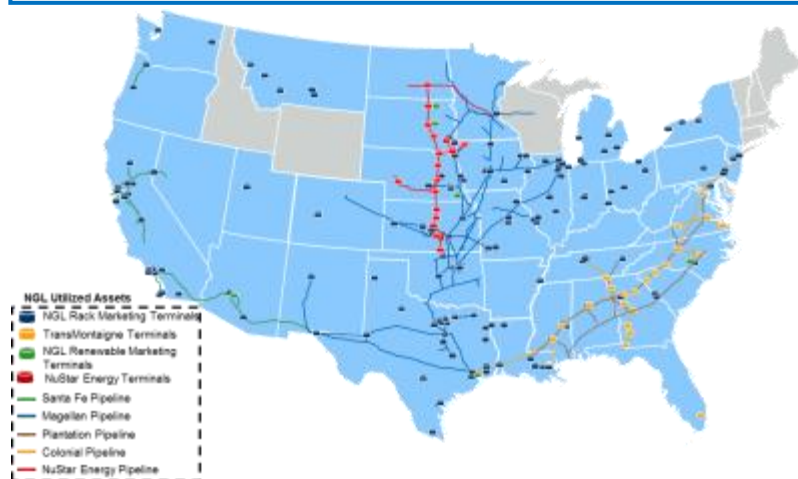 NGL Utilized Assets
NGL Rack Marketing Terminals
TransMontaigne Terminals
NGL Renewable Marketing
Terminals
NuStar Energy Terminals
Santa Fe Pipeline
Magellan Pipeline
Plantation Pipeline
Colonial Pipeline
NuStar Energy Pipeline